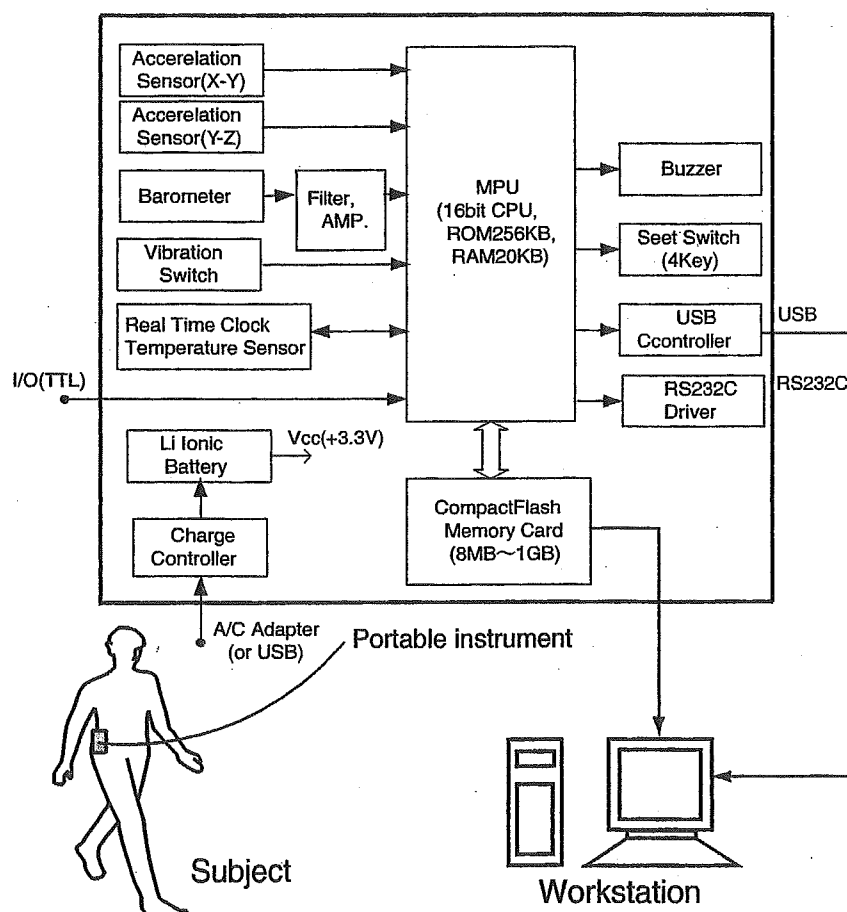 Accerelation
Sensor(X-Y)
Accerelation
Sensor(Y-Z)
Barometer
Filter,
AMP.
Vibration
Switch
Real Time Clock
Temperature Sensor
I/O(TTL)
MPU
(16bit CPU,
ROM256KB,
RAM20KB)
Buzzer
Seet Switch
(4Key)
USB
Ccontroller
USB
RS232C
Driver
RS232C
Li Ionic
Battery
Vcc(+3.3V)
Charge
Controller
CompactFlash
Memory Card
(8MB〜1GB)
A/C Adapter
(or USB)
Portable instrument
Subject
Workstation